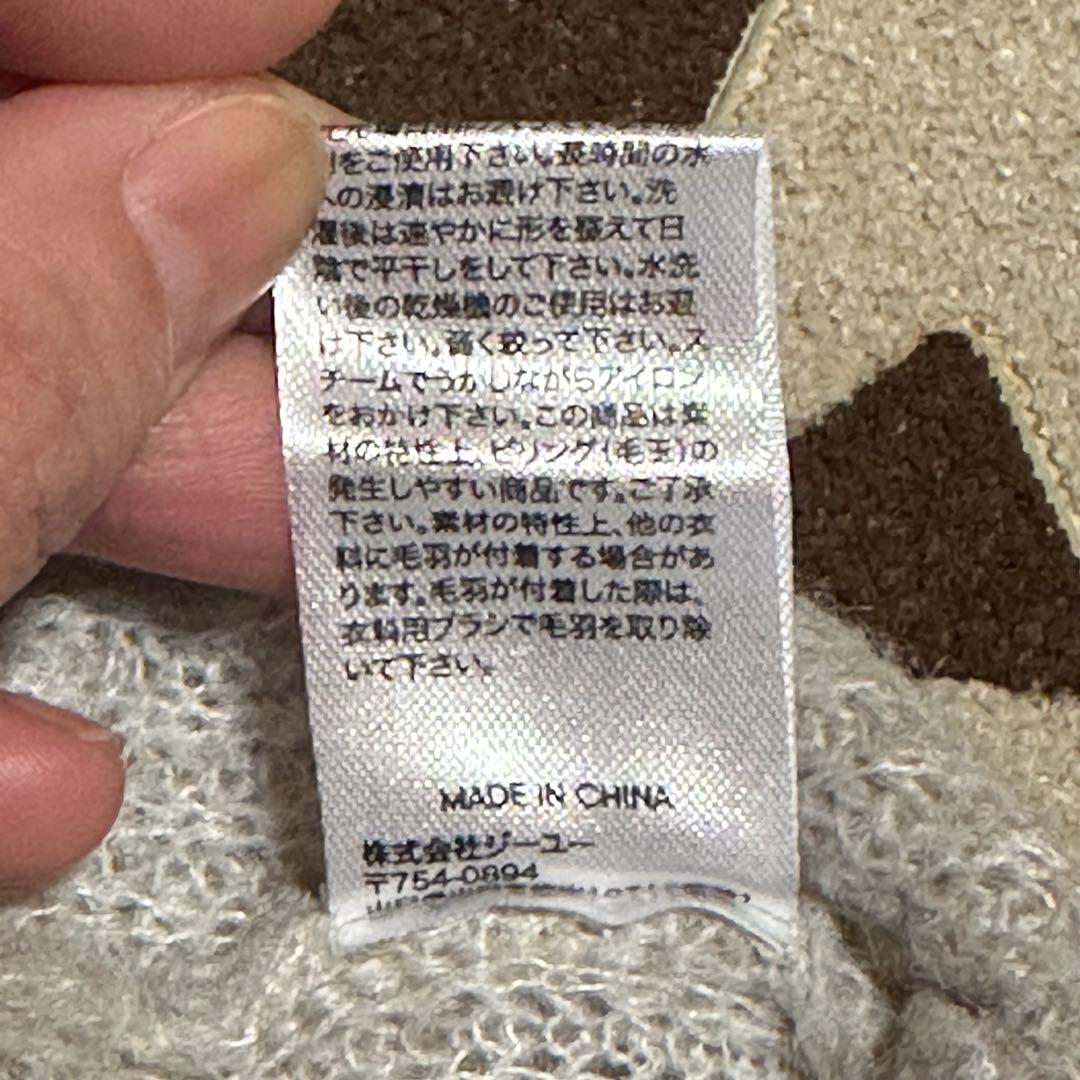 をご使用下さい。長時間の水
の浸漬はお避け下さい。洗
濯後は速やかに形を整えて日
陰で平干しをして下さい。水洗
い後の乾燥機のご使用はお避
け下さい。弱く絞って下さい。ス
チームでうかしながらアイロン
をおかけ下さい。この商品は素
材の特性上、ピリング(毛玉)の
発生しやすい商品です。ご了承
下さい。素材の特性上、他の衣
料に毛羽が付着する場合があ
ります。毛羽が付着した際は、
衣料用ブラシで毛羽を取り除
いて下さい。
MADE IN CHINA
株式会社ジーユー
〒754-0894